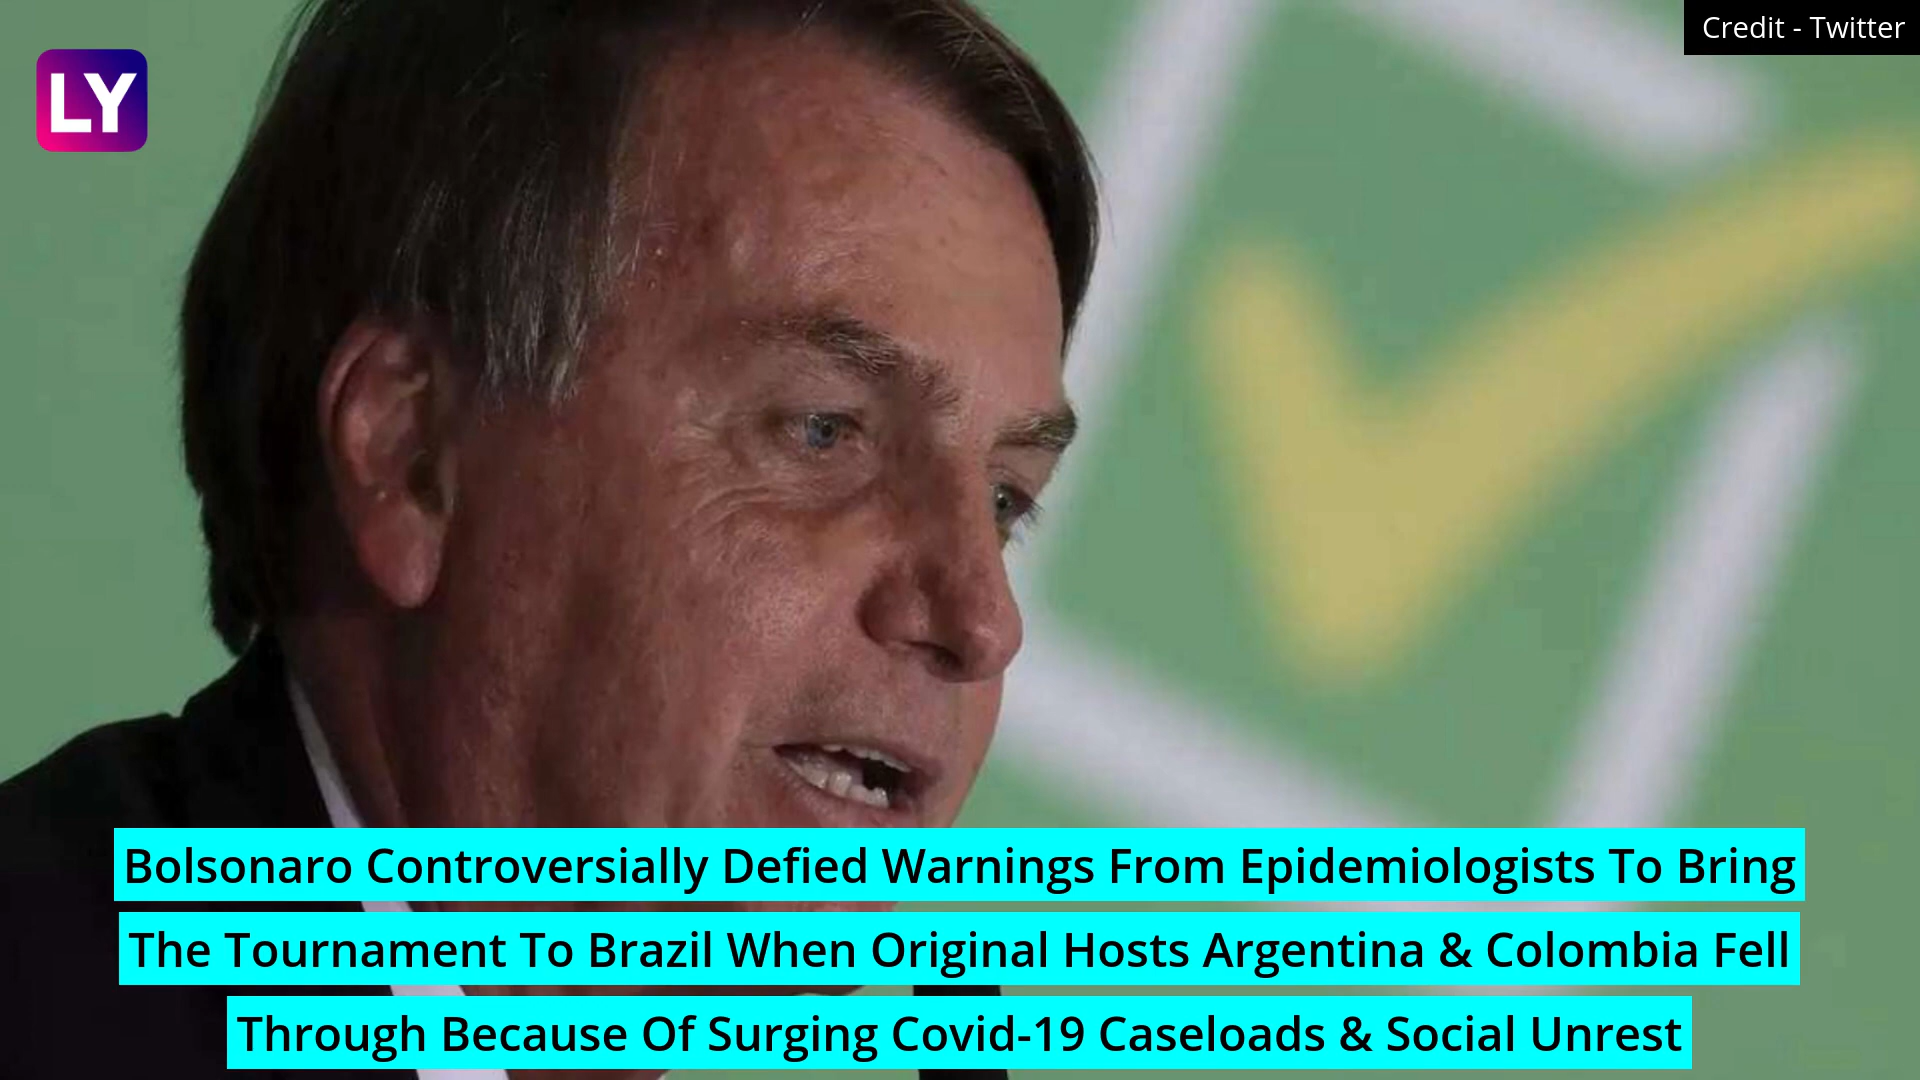 Credit - Twitter
LY
Bolsonaro Controversially Defied Warnings From Epidemiologists To Bring
The Tournament To Brazil When Original Hosts Argentina & Colombia Fell
Through Because Of Surging Covid-19 Caseloads & Social Unrest